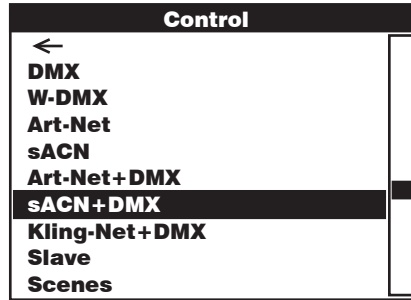 Control
←
DMX
W-DMX
Art-Net
sACN
Art-Net+DMX
sACN+DMX
Kling-Net+DMX
Slave
Scenes